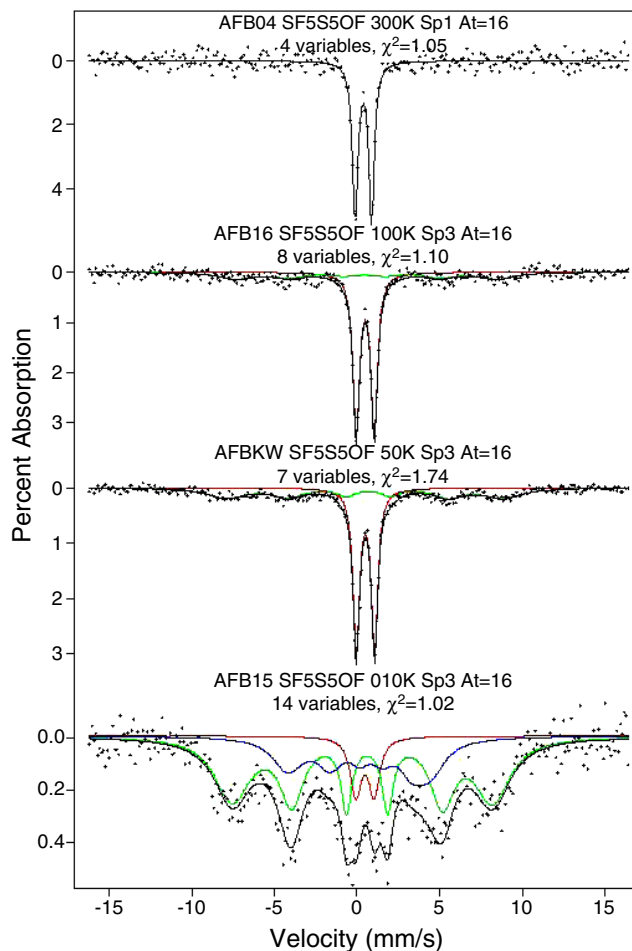 AFB04 SF5S5OF 300K Sp1 At=16
4 variables, χ²=1.05
0
2
4
AFB16 SF5S5OF 100K Sp3 At=16
8 variables, χ²=1.10
0
1
2
3
AFBKW SF5S5OF 50K Sp3 At=16
7 variables, χ²=1.74
0
1
2
3
AFB15 SF5S5OF 010K Sp3 At=16
14 variables, χ²=1.02
0.0
0.2
0.4
Percent Absorption
-15 -10 -5 0 5 10 15
Velocity (mm/s)